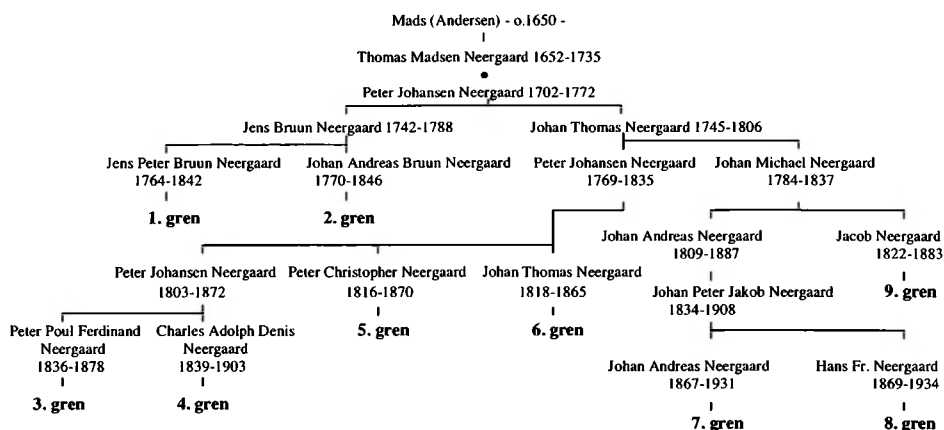 Mads (Andersen) - o.1650 -
Thomas Madsen Neergaard 1652-1735
Peter Johansen Neergaard 1702-1772
Jens Bruun Neergaard 1742-1788
Johan Thomas Neergaard 1745-1806
Jens Peter Bruun Neergaard
1764-1842
Johan Andreas Bruun Neergaard
1770-1846
Peter Johansen Neergaard
1769-1835
Johan Michael Neergaard
1784-1837
1. gren
2. gren
Johan Andreas Neergaard
1809-1887
Jacob Neergaard
1822-1883
Peter Johansen Neergaard
1803-1872
Peter Christopher Neergaard
1816-1870
Johan Thomas Neergaard
1818-1865
9. gren
Johan Peter Jakob Neergaard
1834-1908
5. gren
6. gren
Peter Poul Ferdinand
Neergaard
1836-1878
Charles Adolph Denis
Neergaard
1839-1903
Johan Andreas Neergaard
1867-1931
Hans Fr. Neergaard
1869-1934
3. gren
4. gren
7. gren
8. gren